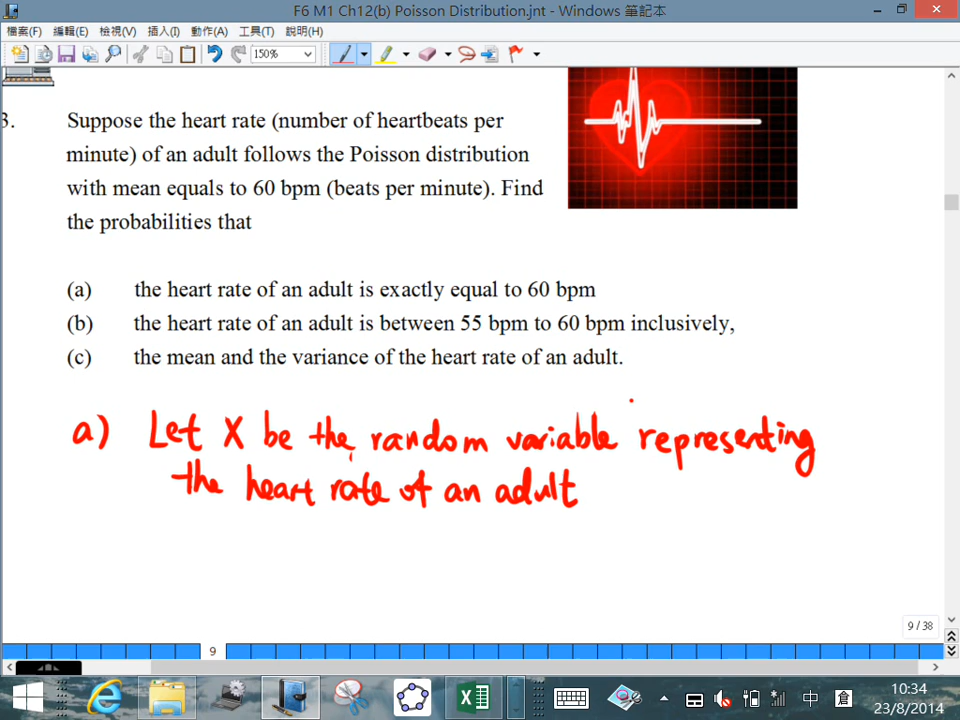 F6 M1 Ch12(b) Poisson Distribution.jnt - Windows 筆記本
檔案(F) 編輯(E) 檢視(V) 插入(I) 動作(A) 工具(T) 說明(H)
150%
3. Suppose the heart rate (number of heartbeats per
minute) of an adult follows the Poisson distribution
with mean equals to 60 bpm (beats per minute). Find
the probabilities that
(a) the heart rate of an adult is exactly equal to 60 bpm
(b) the heart rate of an adult is between 55 bpm to 60 bpm inclusively,
(c) the mean and the variance of the heart rate of an adult.
a) Let X be the random variable representing
the heart rate of an adult
9 / 38
9
中 倉
10:34
23/8/2014